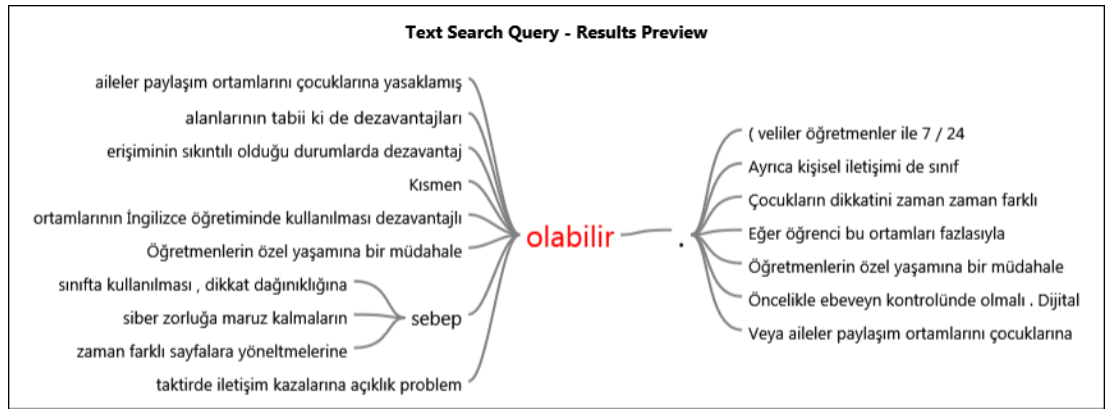 Text Search Query - Results Preview
aileler paylaşım ortamlarını çocuklarına yasaklamış
alanlarının tabii ki de dezavantajları
erişiminin sıkıntılı olduğu durumlarda dezavantaj
Kısmen
ortamlarının İngilizce öğretiminde kullanılması dezavantajlı
Öğretmenlerin özel yaşamına bir müdahale
sınıfta kullanılması , dikkat dağınıklığına
siber zorluğa maruz kalmaların
zaman farklı sayfalara yöneltmelerine
sebep
taktirde iletişim kazalarına açıklık problem
olabilir
.
( veliler öğretmenler ile 7 / 24
Ayrıca kişisel iletişimi de sınıf
Çocukların dikkatini zaman zaman farklı
Eğer öğrenci bu ortamları fazlasıyla
Öğretmenlerin özel yaşamına bir müdahale
Öncelikle ebeveyn kontrolünde olmalı . Dijital
Veya aileler paylaşım ortamlarını çocuklarına